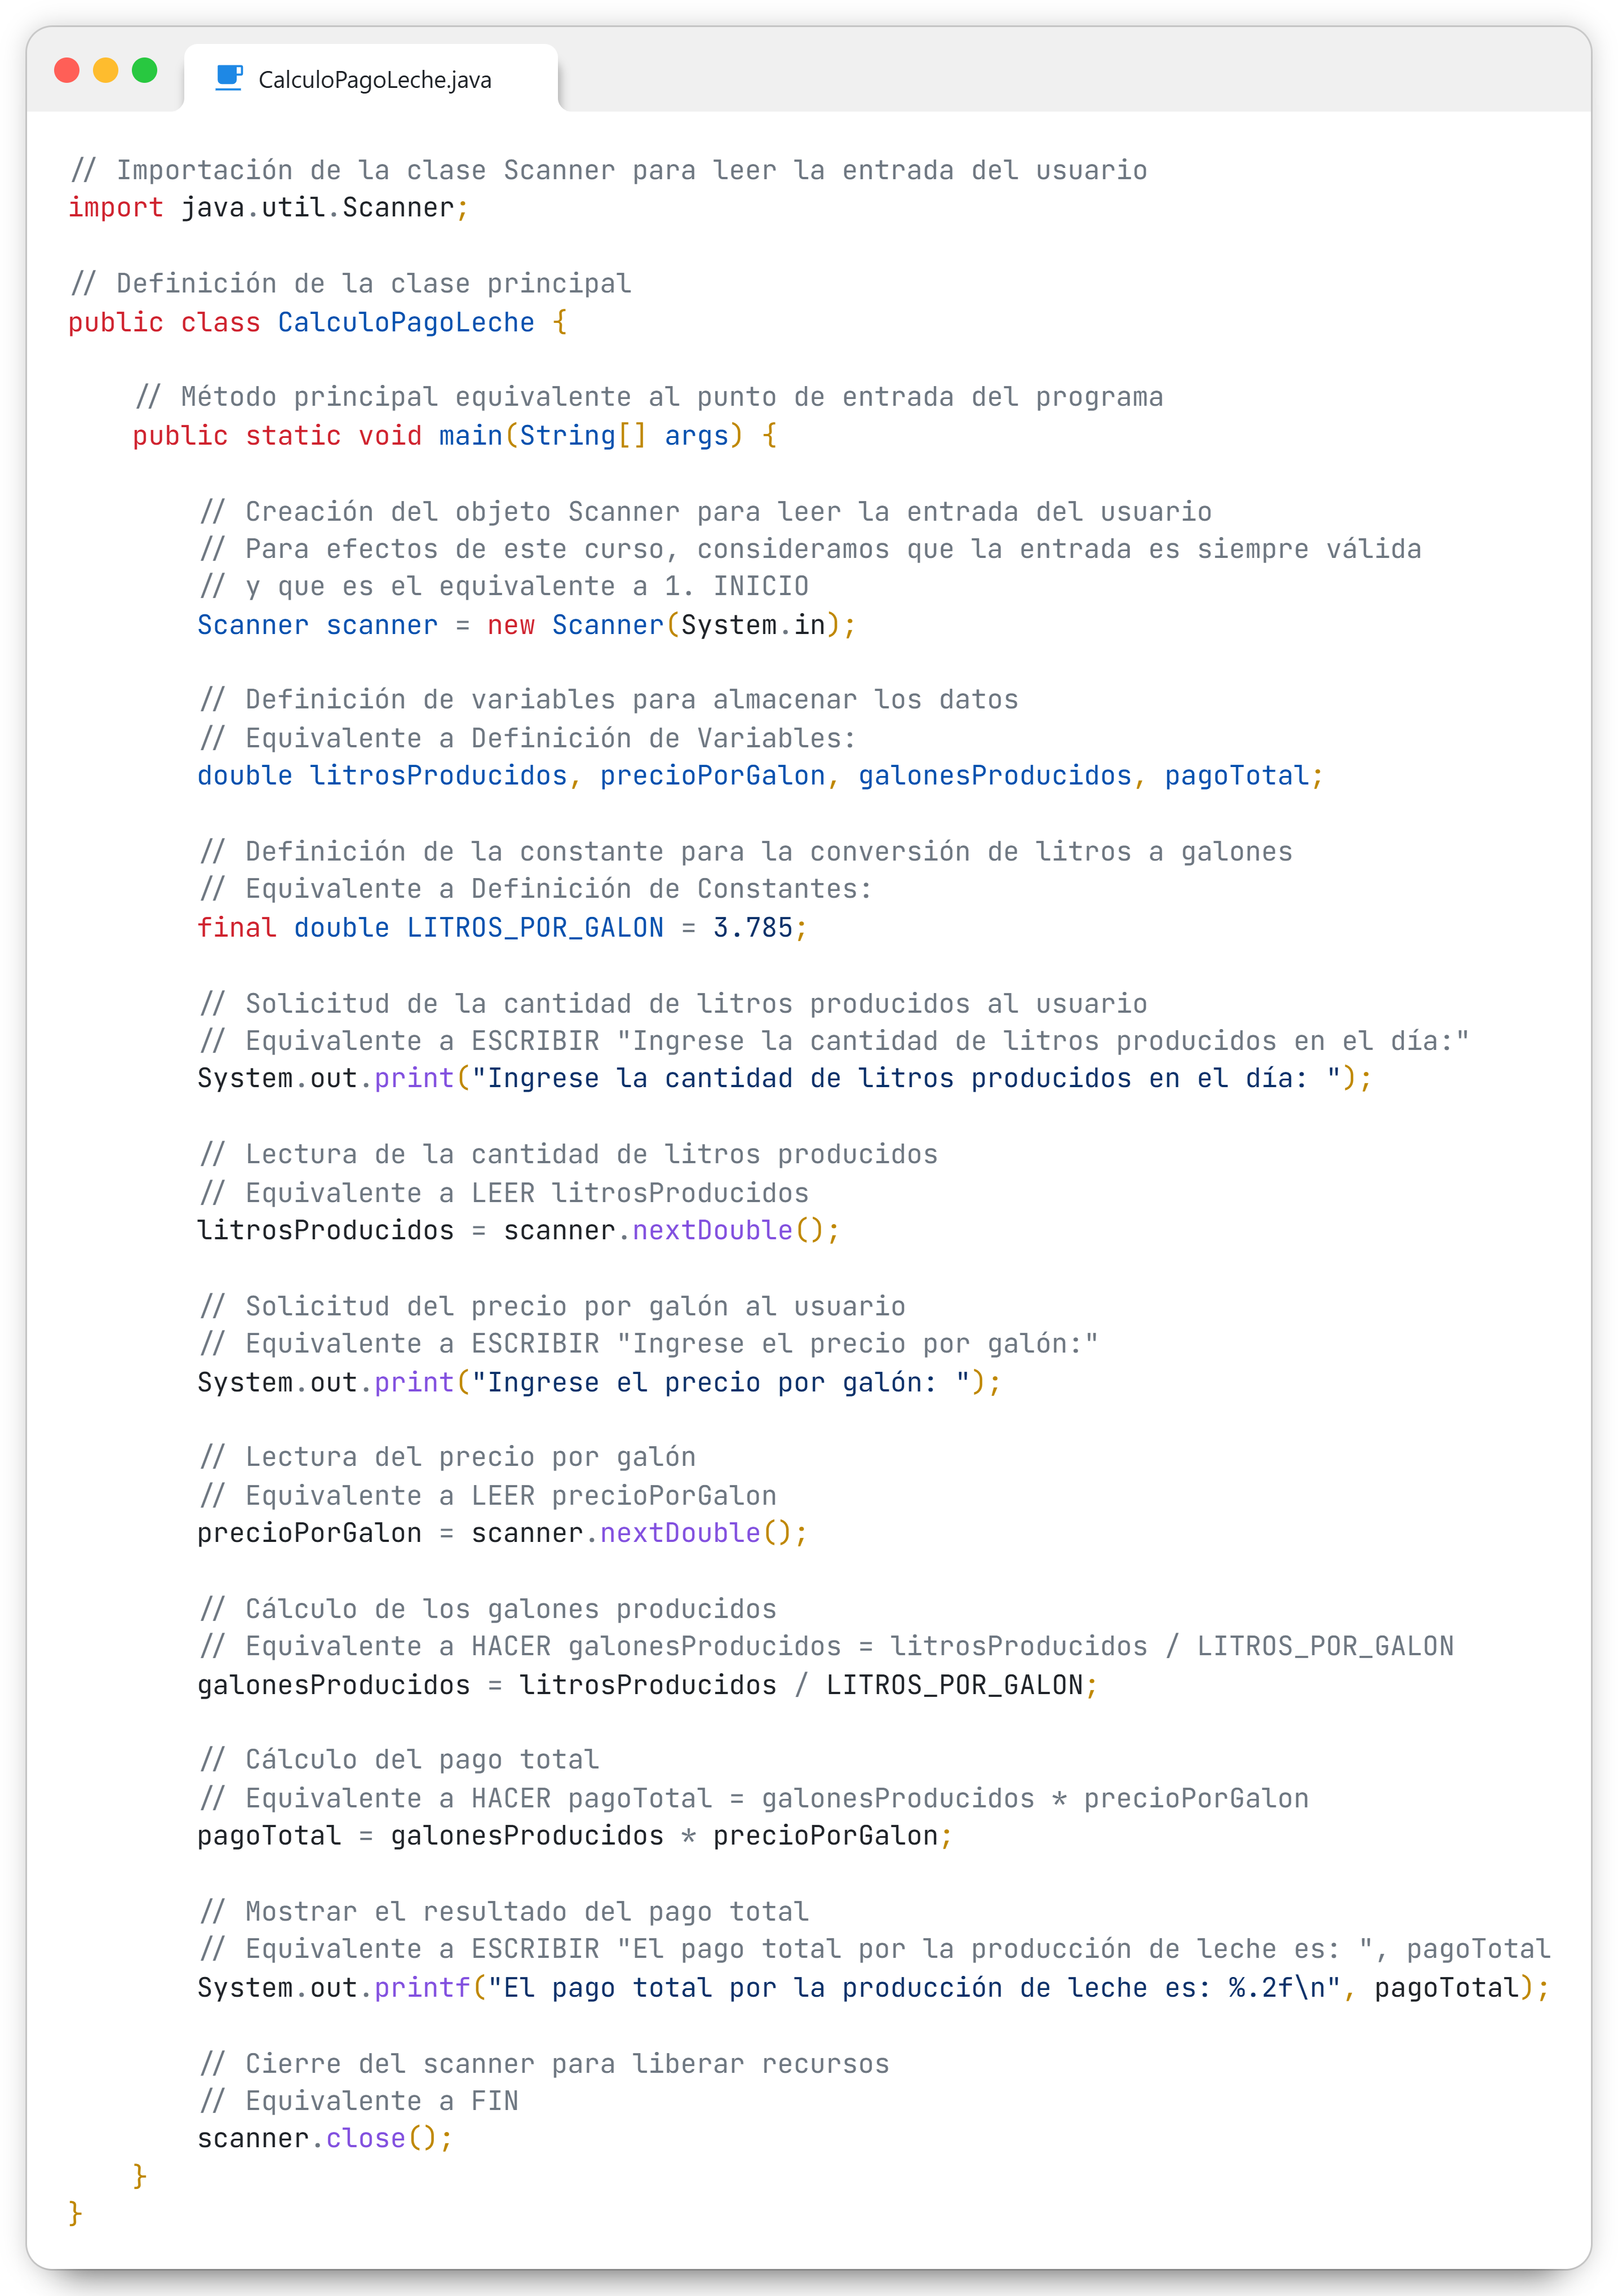 CalculoPagoLeche.java
// Importación de la clase Scanner para leer la entrada del usuario
import java.util.Scanner;
// Definición de la clase principal
public class CalculoPagoLeche {
// Método principal equivalente al punto de entrada del programa
public static void main(String[] args) {
// Creación del objeto Scanner para leer la entrada del usuario
// Para efectos de este curso, consideramos que la entrada es siempre válida
// y que es el equivalente a 1. INICIO
Scanner scanner = new Scanner(System.in);
// Definición de variables para almacenar los datos
// Equivalente a Definición de Variables:
double litrosProducidos, precioPorGalon, galonesProducidos, pagoTotal;
// Definición de la constante para la conversión de litros a galones
// Equivalente a Definición de Constantes:
final double LITROS_POR_GALON = 3.785;
// Solicitud de la cantidad de litros producidos al usuario
// Equivalente a ESCRIBIR "Ingrese la cantidad de litros producidos en el día:"
System.out.print("Ingrese la cantidad de litros producidos en el día: ");
// Lectura de la cantidad de litros producidos
// Equivalente a LEER litrosProducidos
litrosProducidos = scanner.nextDouble();
// Solicitud del precio por galón al usuario
// Equivalente a ESCRIBIR "Ingrese el precio por galón:"
System.out.print("Ingrese el precio por galón: ");
// Lectura del precio por galón
// Equivalente a LEER precioPorGalon
precioPorGalon = scanner.nextDouble();
// Cálculo de los galones producidos
// Equivalente a HACER galonesProducidos = litrosProducidos / LITROS_POR_GALON
galonesProducidos = litrosProducidos / LITROS_POR_GALON;
// Cálculo del pago total
// Equivalente a HACER pagoTotal = galonesProducidos * precioPorGalon
pagoTotal = galonesProducidos * precioPorGalon;
// Mostrar el resultado del pago total
// Equivalente a ESCRIBIR "El pago total por la producción de leche es: ", pagoTotal
System.out.printf("El pago total por la producción de leche es: %.2f\n", pagoTotal);
// Cierre del scanner para liberar recursos
// Equivalente a FIN
scanner.close();
}
}